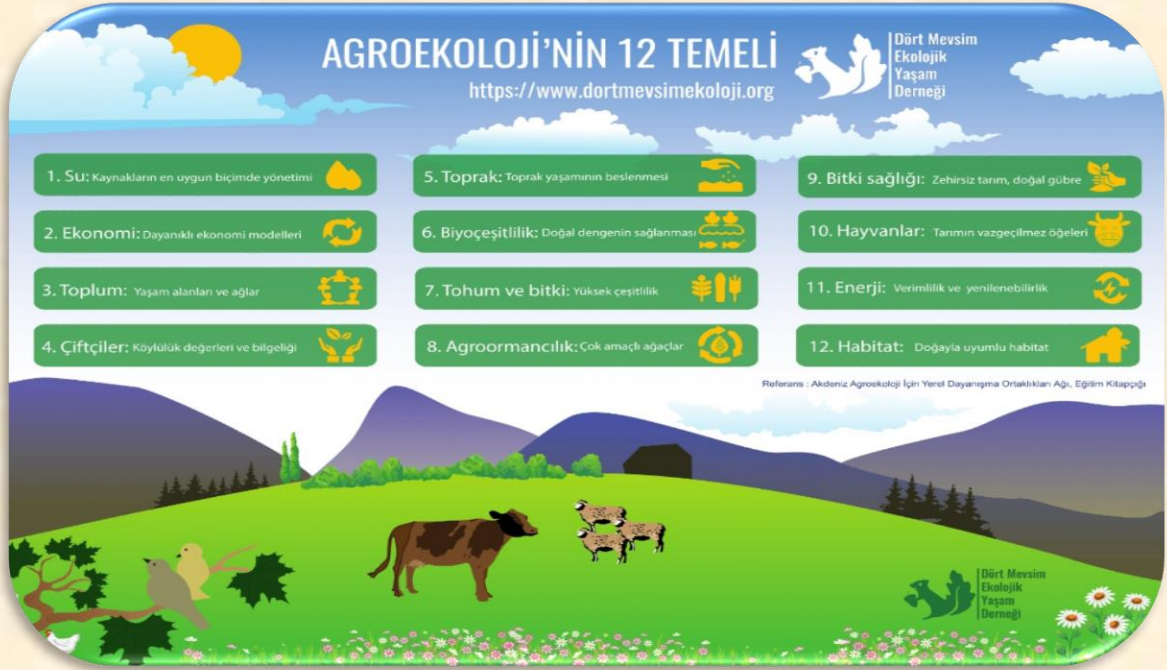 AGROEKOLOJİ'NİN 12 TEMELİ
https://www.dortmevsimekoloji.org
Dört Mevsim
Ekolojik
Yaşam
Derneği
1. Su: Kaynakların en uygun biçimde yönetimi
2. Ekonomi: Dayanıklı ekonomi modelleri
3. Toplum: Yaşam alanları ve ağlar
4. Çiftçiler: Köylülük değerleri ve bilgeliği
5. Toprak: Toprak yaşamının beslenmesi
6. Biyoçeşitlilik: Doğal dengenin sağlanması
7. Tohum ve bitki: Yüksek çeşitlilik
8. Agroormancılık: Çok amaçlı ağaçlar
9. Bitki sağlığı: Zehirsiz tarım, doğal gübre
10. Hayvanlar: Tarımın vazgeçilmez öğeleri
11. Enerji: Verimlilik ve yenilenebilirlik
12. Habitat: Doğayla uyumlu habitat
Referans : Akdeniz Agroekoloji İçin Yerel Dayanışma Ortaklıkları Ağı, Eğitim Kitapçığı
Dört Mevsim
Ekolojik
Yaşam
Derneği